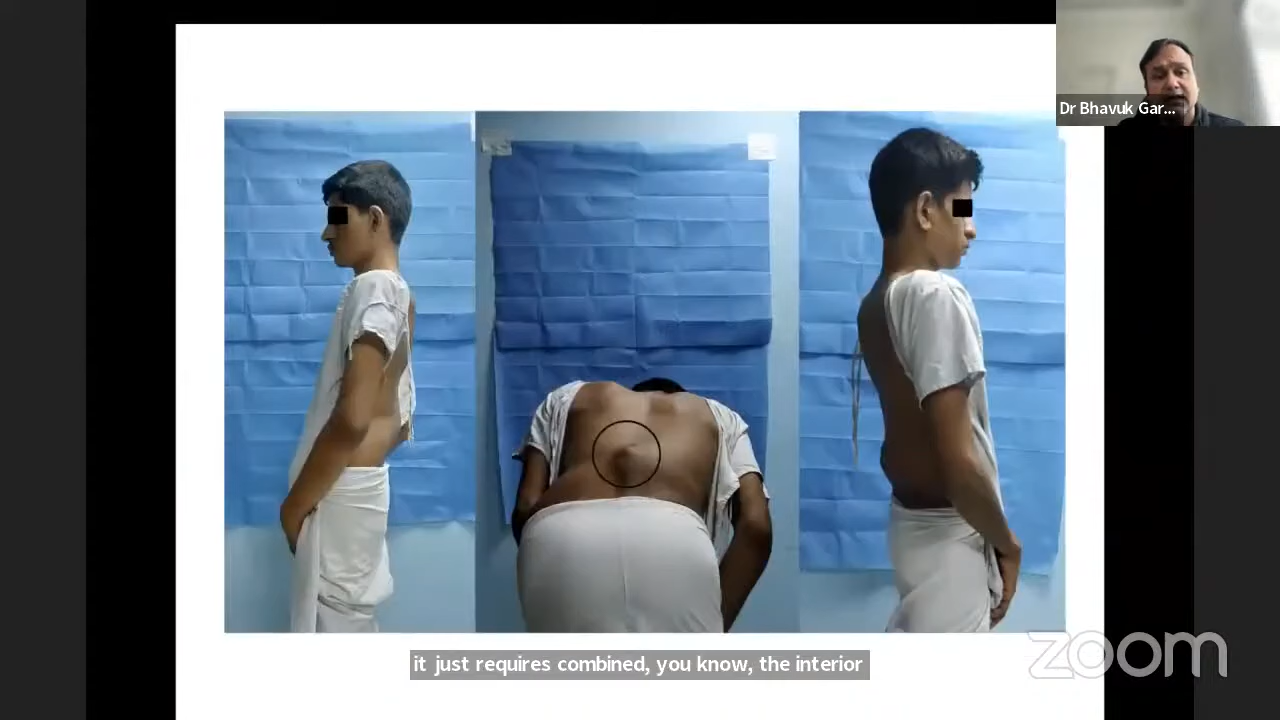 Dr Bhavuk Gar...
it just requires combined, you know, the interior
zoom